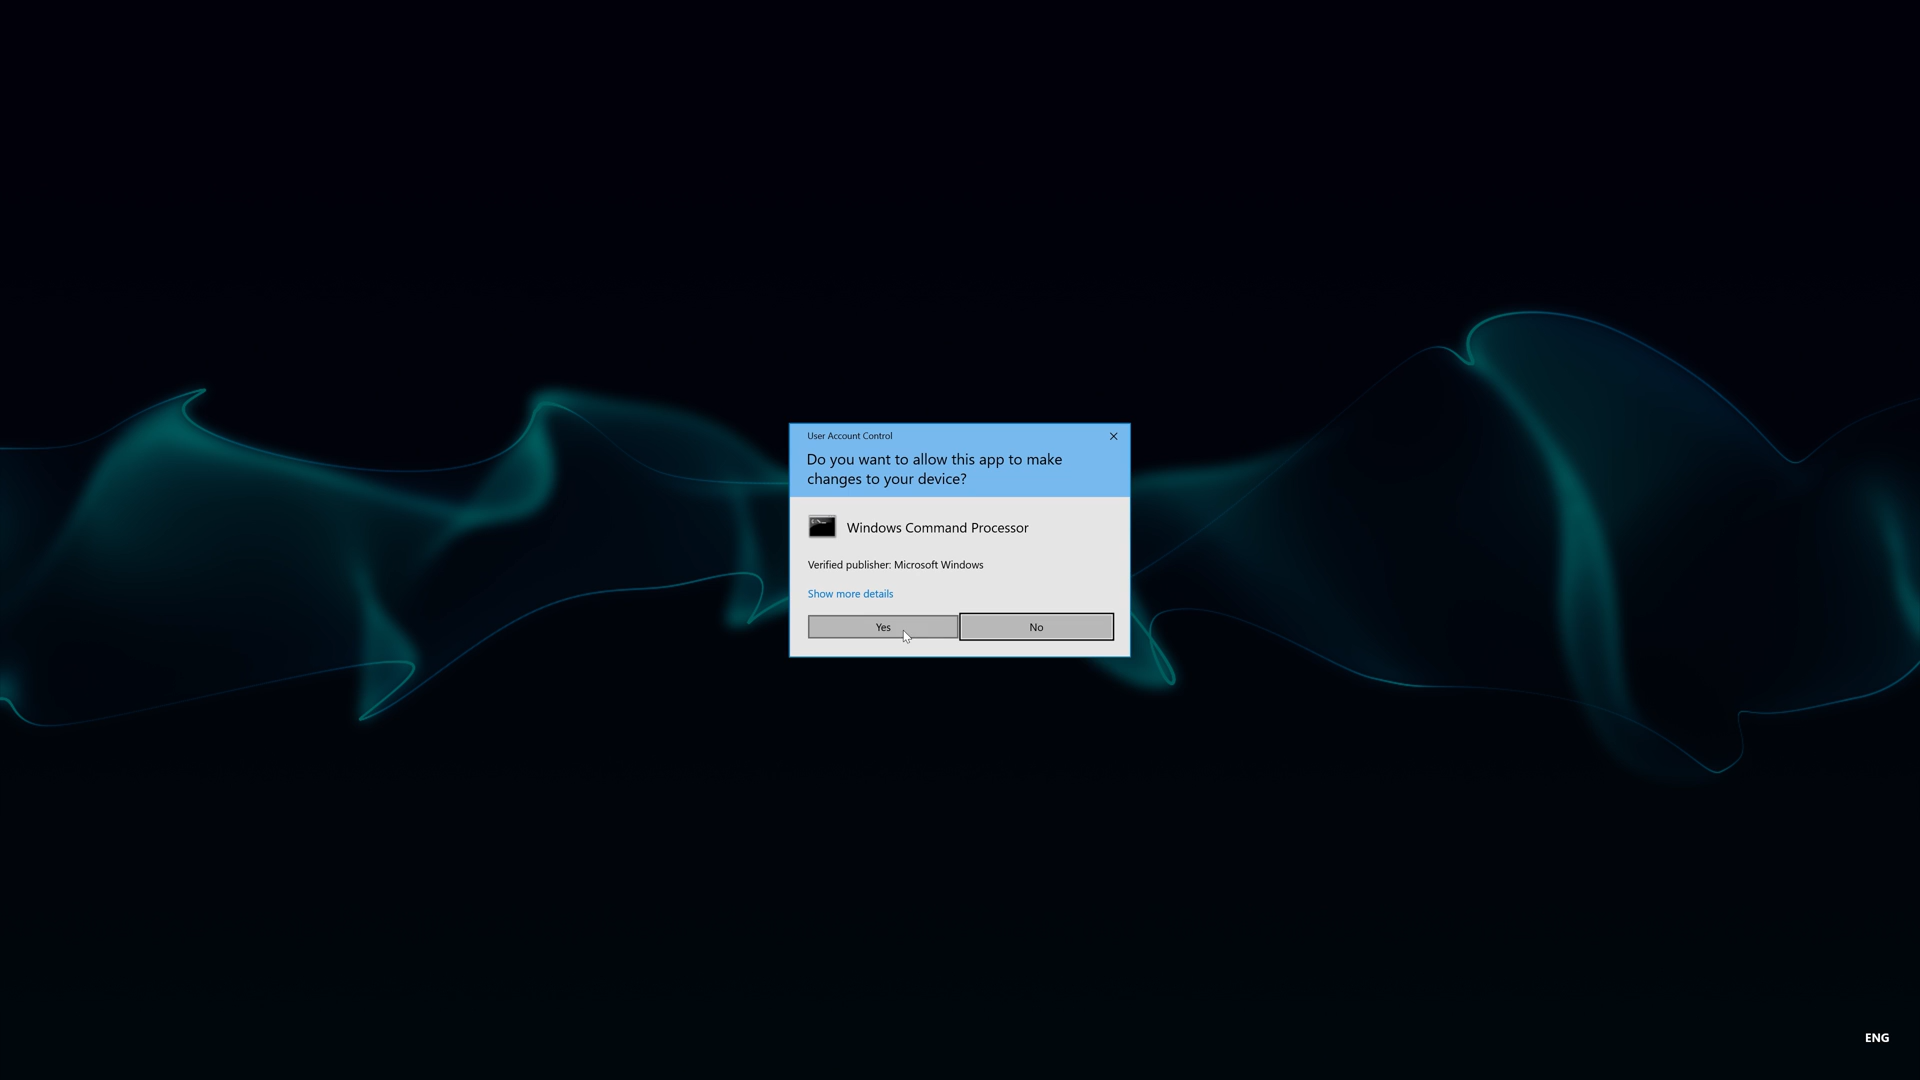 User Account Control
Do you want to allow this app to make
changes to your device?
Windows Command Processor
Verified publisher: Microsoft Windows
Show more details
Yes
No
ENG